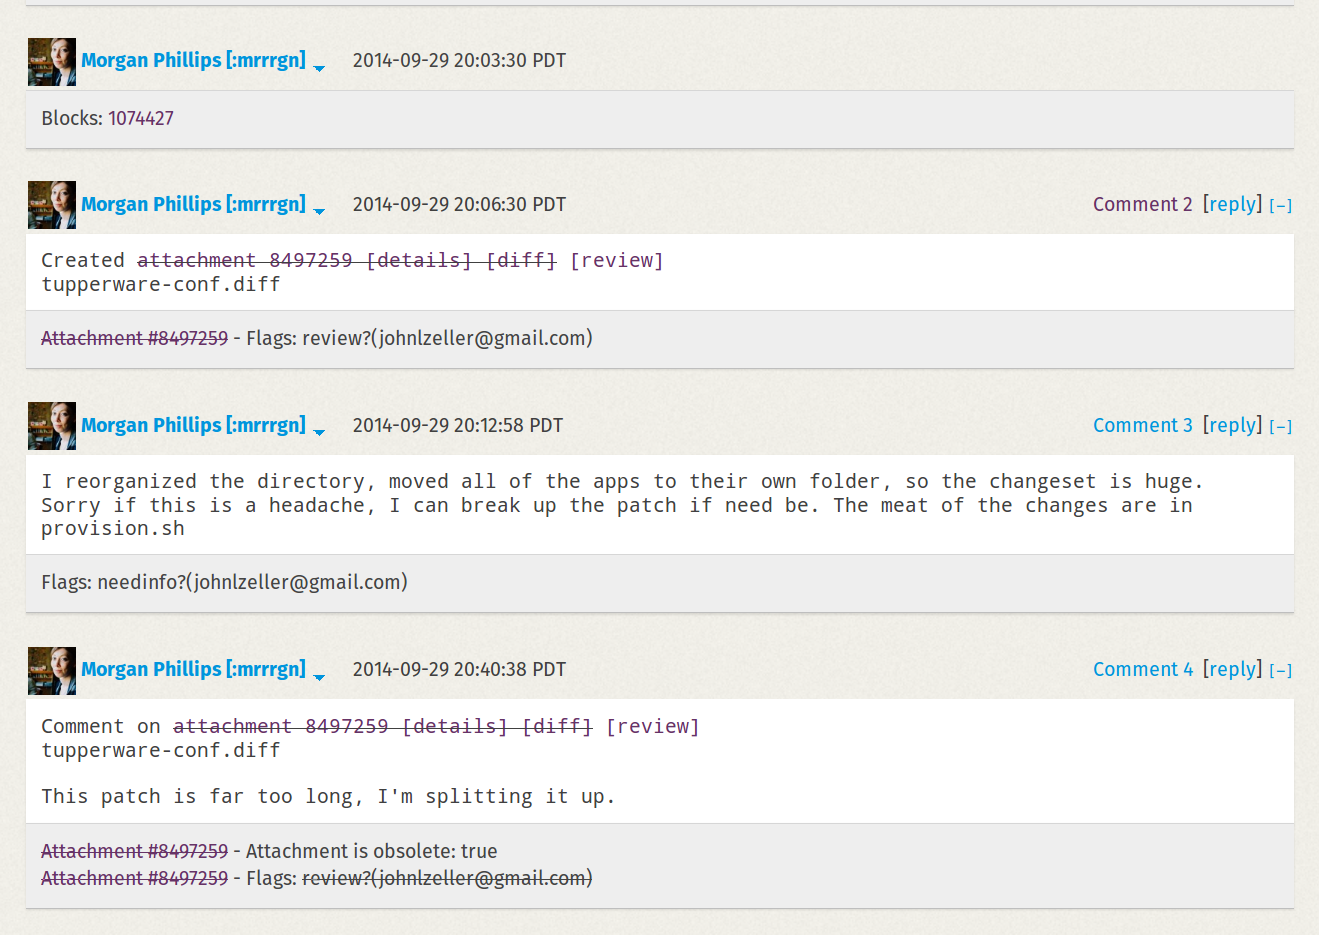 Morgan Phillips [:mrrrgn] 2014-09-29 20:03:30 PDT
Blocks: 1074427
Morgan Phillips [:mrrrgn] 2014-09-29 20:06:30 PDT Comment 2 [reply] [−]
Created attachment 8497259 [details] [diff] [review]
tupperware-conf.diff
Attachment #8497259 - Flags: review?(johnlzeller@gmail.com)
Morgan Phillips [:mrrrgn] 2014-09-29 20:12:58 PDT Comment 3 [reply] [−]
I reorganized the directory, moved all of the apps to their own folder, so the changeset is huge.
Sorry if this is a headache, I can break up the patch if need be. The meat of the changes are in
provision.sh
Flags: needinfo?(johnlzeller@gmail.com)
Morgan Phillips [:mrrrgn] 2014-09-29 20:40:38 PDT Comment 4 [reply] [−]
Comment on attachment 8497259 [details] [diff] [review]
tupperware-conf.diff
This patch is far too long, I'm splitting it up.
Attachment #8497259 - Attachment is obsolete: true
Attachment #8497259 - Flags: review?(johnlzeller@gmail.com)